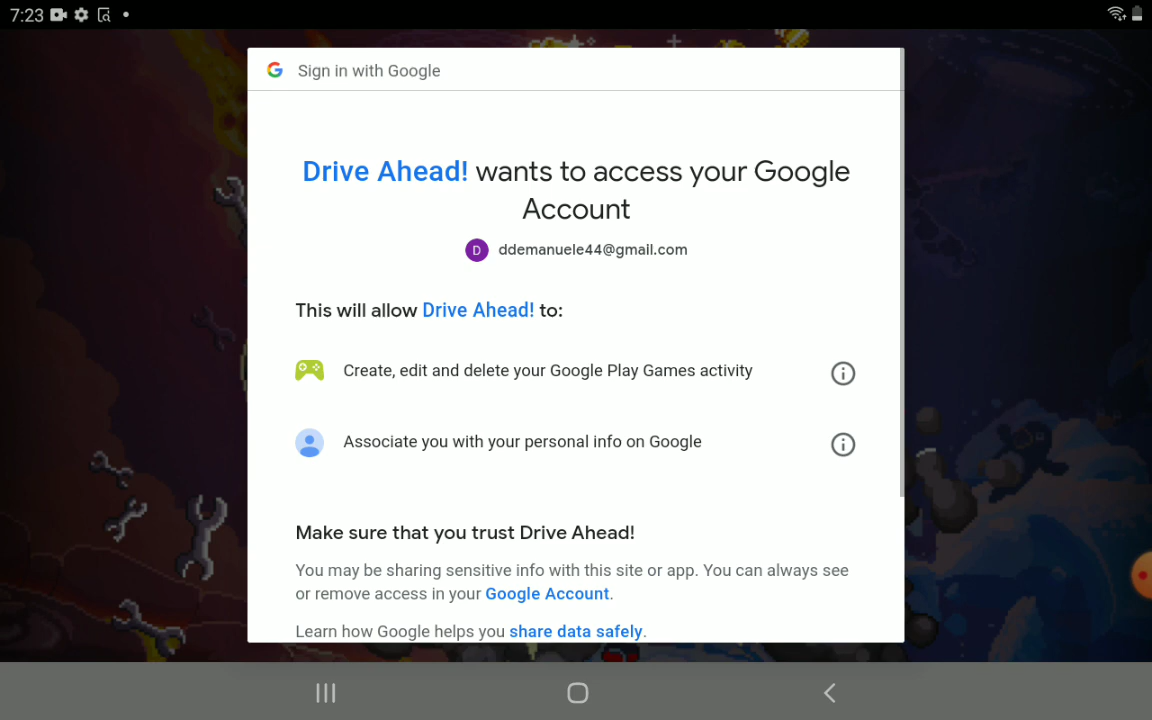 7:23
Sign in with Google
Drive Ahead! wants to access your Google
Account
D ddemanuele44@gmail.com
This will allow Drive Ahead! to:
Create, edit and delete your Google Play Games activity
Associate you with your personal info on Google
Make sure that you trust Drive Ahead!
You may be sharing sensitive info with this site or app. You can always see
or remove access in your Google Account.
Learn how Google helps you share data safely.